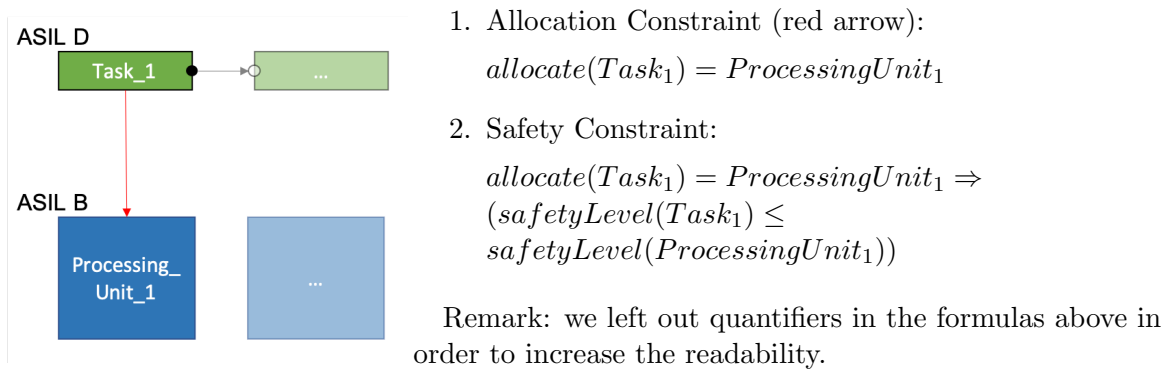 ASIL D
Task_1
...
ASIL B
Processing_
Unit_1
...
1. Allocation Constraint (red arrow):
allocate(Task₁) = ProcessingUnit₁
2. Safety Constraint:
allocate(Task₁) = ProcessingUnit₁ ⇒
(safetyLevel(Task₁) ≤
safetyLevel(ProcessingUnit₁))
Remark: we left out quantifiers in the formulas above in
order to increase the readability.